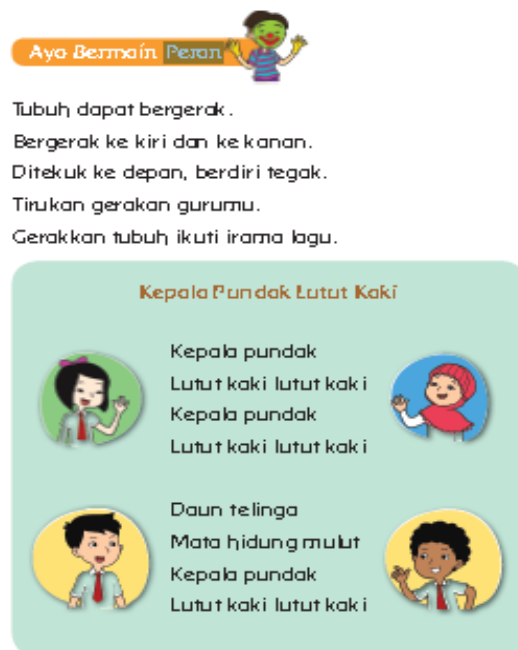 Ayo Bermain Peran
Tubuh dapat bergerak.
Bergerak ke kiri dan ke kanan.
Ditekuk ke depan, berdiri tegak.
Tirukan gerakan gurumu.
Gerakkan tubuh ikuti irama lagu.
Kepala Pundak Lutut Kaki
Kepala pundak
Lutut kaki lutut kaki
Kepala pundak
Lutut kaki lutut kaki
Daun telinga
Mata hidung mulut
Kepala pundak
Lutut kaki lutut kaki